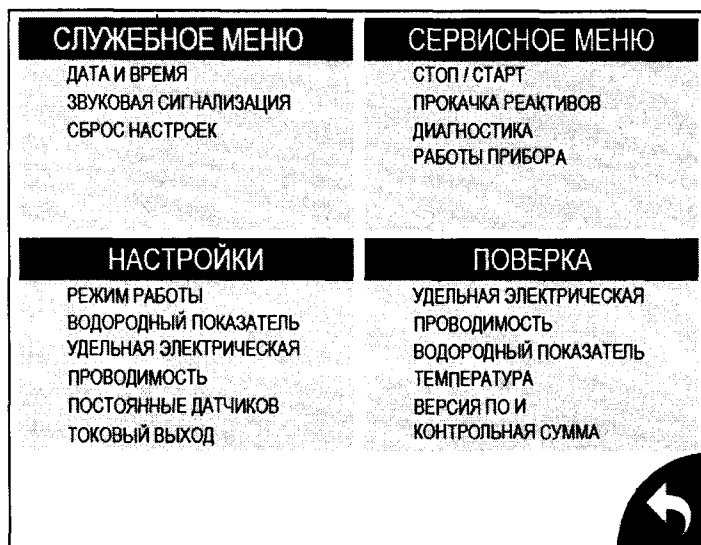 СЛУЖЕБНОЕ МЕНЮ
ДАТА И ВРЕМЯ
ЗВУКОВАЯ СИГНАЛИЗАЦИЯ
СБРОС НАСТРОЕК
СЕРВИСНОЕ МЕНЮ
СТОП / СТАРТ
ПРОКАЧКА РЕАКТИВОВ
ДИАГНОСТИКА
РАБОТЫ ПРИБОРА
НАСТРОЙКИ
РЕЖИМ РАБОТЫ
ВОДОРОДНЫЙ ПОКАЗАТЕЛЬ
УДЕЛЬНАЯ ЭЛЕКТРИЧЕСКАЯ
ПРОВОДИМОСТЬ
ПОСТОЯННЫЕ ДАТЧИКОВ
ТОКОВЫЙ ВЫХОД
ПОВЕРКА
УДЕЛЬНАЯ ЭЛЕКТРИЧЕСКАЯ
ПРОВОДИМОСТЬ
ВОДОРОДНЫЙ ПОКАЗАТЕЛЬ
ТЕМПЕРАТУРА
ВЕРСИЯ ПО И
КОНТРОЛЬНАЯ СУММА